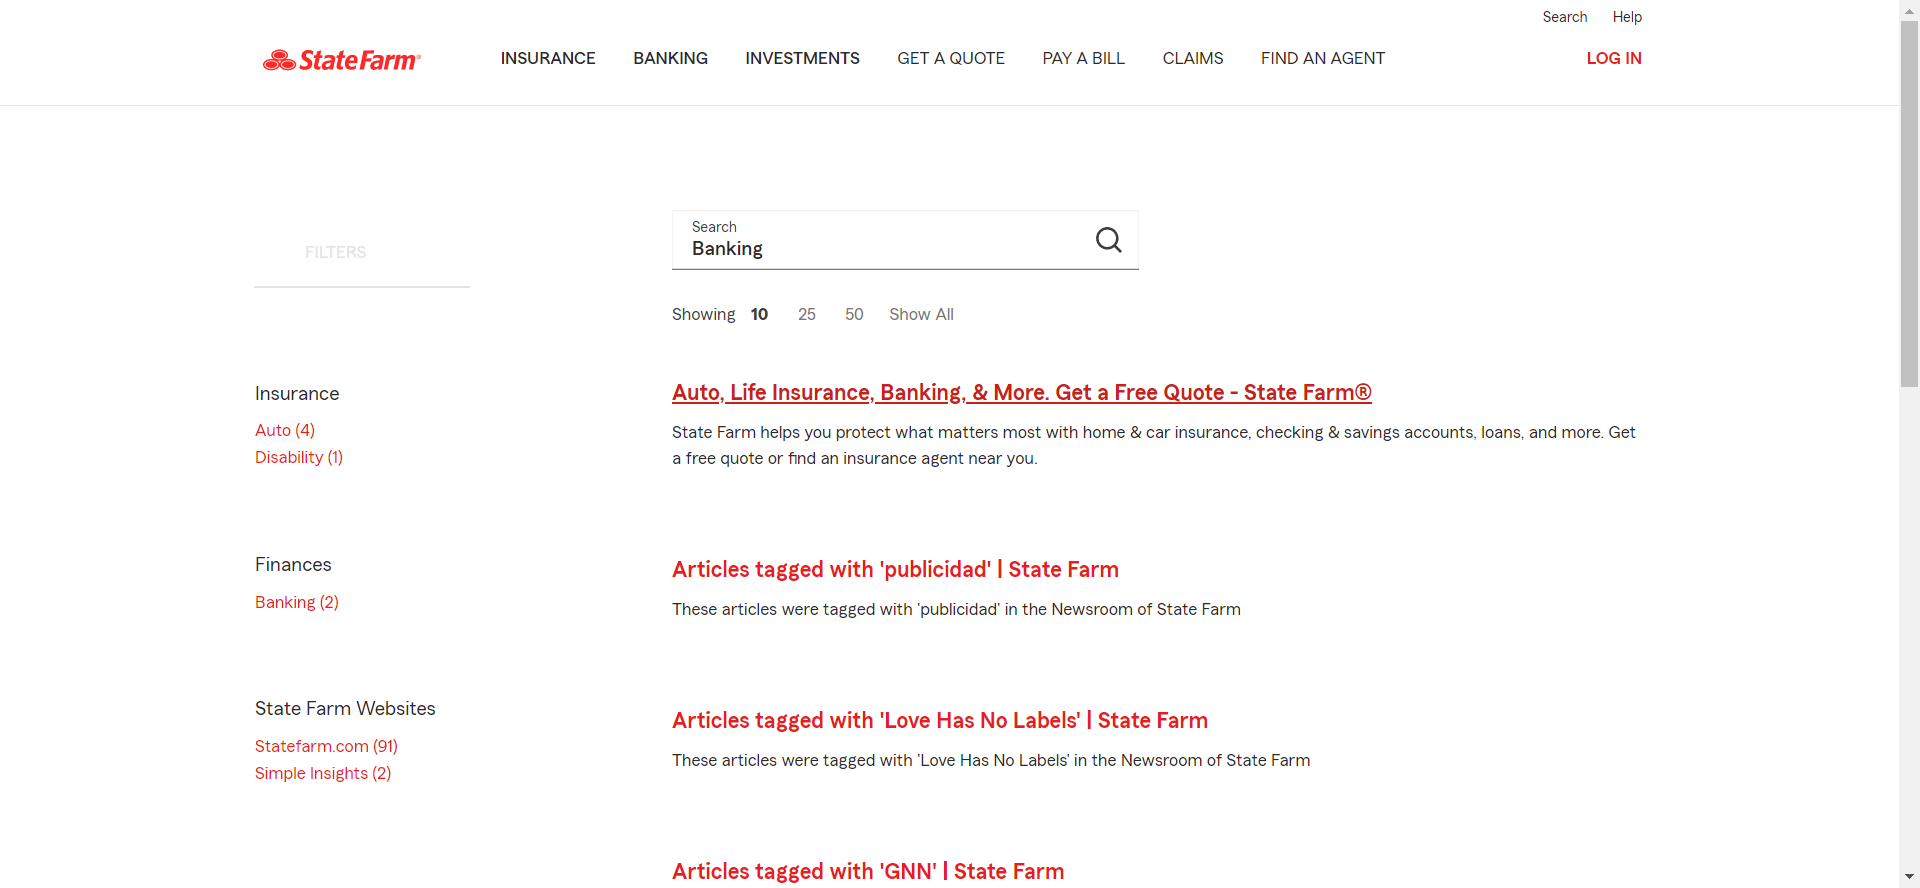 Search Help
StateFarm®
INSURANCE BANKING INVESTMENTS GET A QUOTE PAY A BILL CLAIMS FIND AN AGENT LOG IN
FILTERS
Search
Banking
Showing 10 25 50 Show All
Insurance
Auto (4)
Disability (1)
Finances
Banking (2)
State Farm Websites
Statefarm.com (91)
Simple Insights (2)
Auto, Life Insurance, Banking, & More. Get a Free Quote - State Farm®
State Farm helps you protect what matters most with home & car insurance, checking & savings accounts, loans, and more. Get
a free quote or find an insurance agent near you.
Articles tagged with 'publicidad' | State Farm
These articles were tagged with 'publicidad' in the Newsroom of State Farm
Articles tagged with 'Love Has No Labels' | State Farm
These articles were tagged with 'Love Has No Labels' in the Newsroom of State Farm
Articles tagged with 'GNN' | State Farm